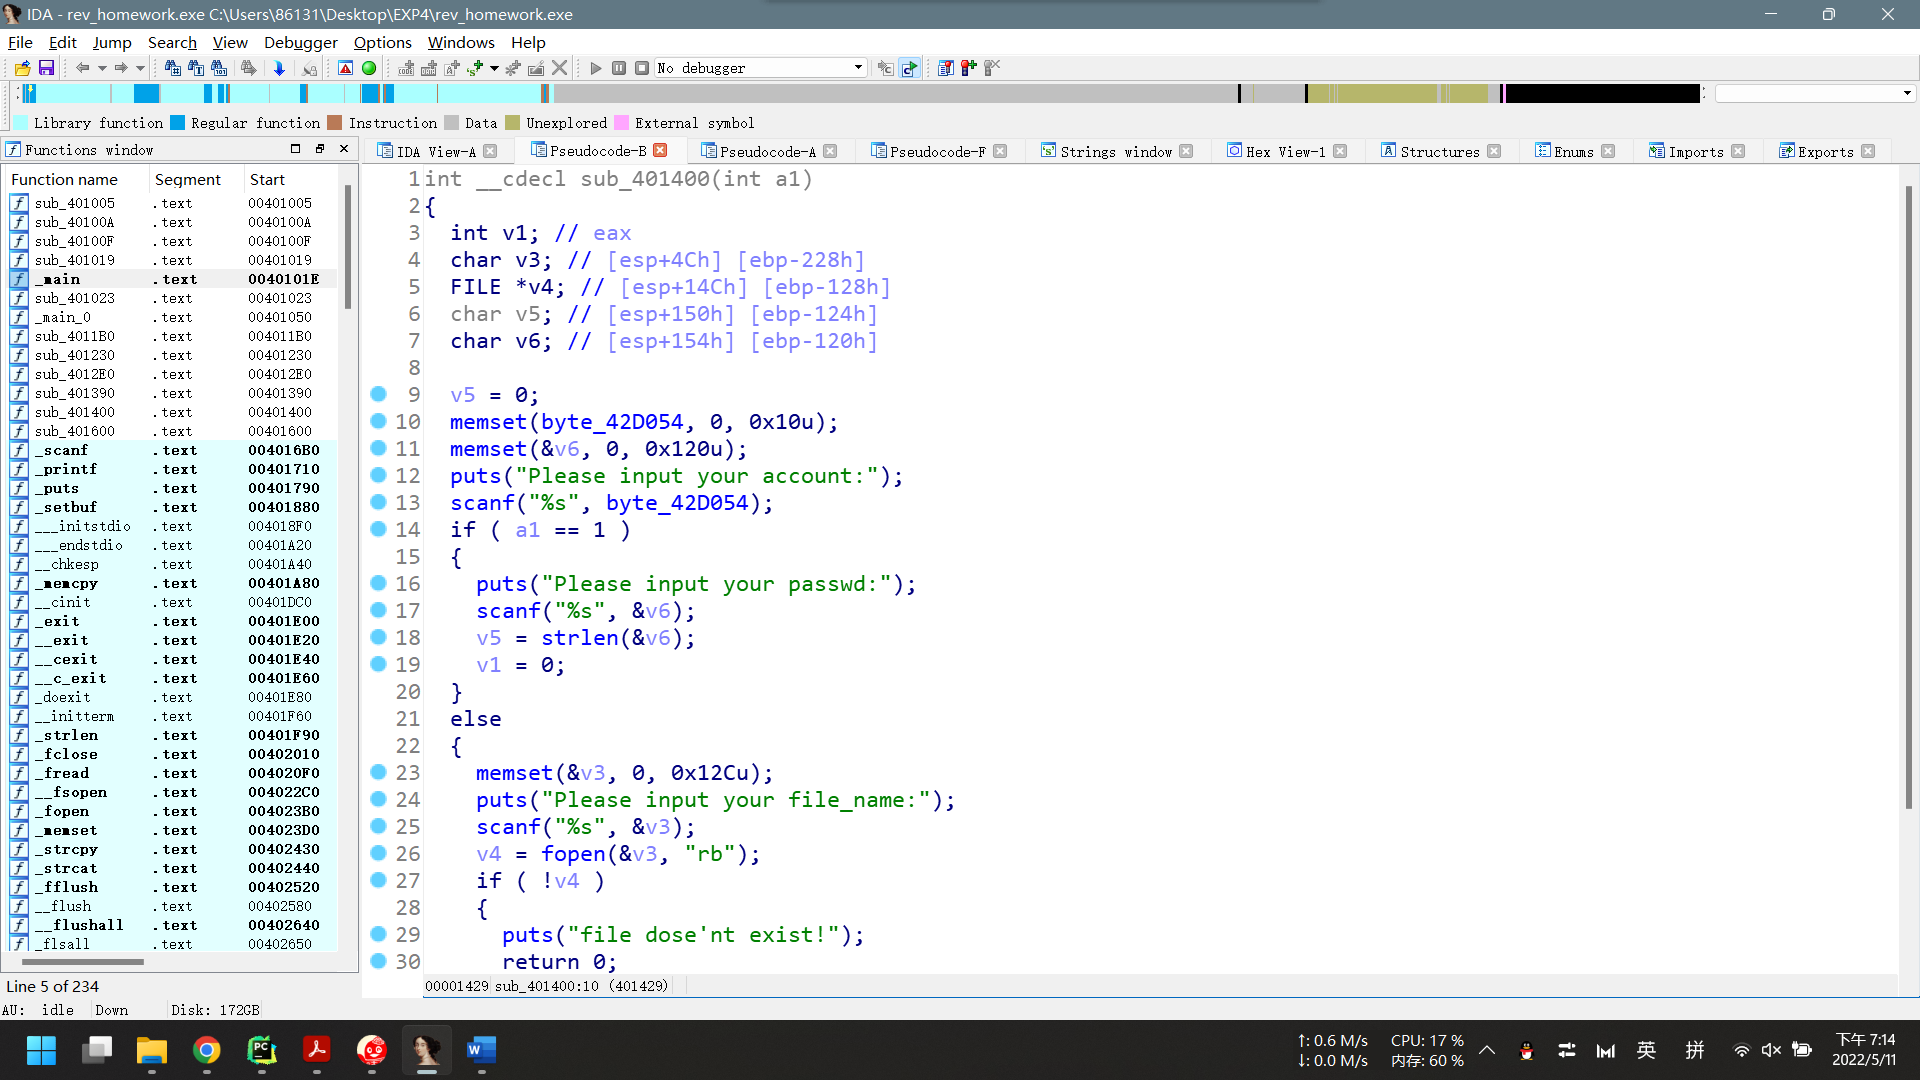 IDA - rev_homework.exe C:\Users\86131\Desktop\EXP4\rev_homework.exe
File Edit Jump Search View Debugger Options Windows Help
No debugger
Library function Regular function Instruction Data Unexplored External symbol
Functions window
IDA View-A Pseudocode-B Pseudocode-A Pseudocode-F Strings window Hex View-1 Structures Enums Imports Exports
Function name Segment Start
sub_401005 .text 00401005
sub_40100A .text 0040100A
sub_40100F .text 0040100F
sub_401019 .text 00401019
_main .text 0040101E
sub_401023 .text 00401023
_main_0 .text 00401050
sub_4011B0 .text 004011B0
sub_401230 .text 00401230
sub_4012E0 .text 004012E0
sub_401390 .text 00401390
sub_401400 .text 00401400
sub_401600 .text 00401600
_scanf .text 004016B0
_printf .text 00401710
_puts .text 00401790
_setbuf .text 00401880
___initstdio .text 004018F0
___endstdio .text 00401A20
__chkesp .text 00401A40
_memcpy .text 00401A80
__cinit .text 00401DC0
_exit .text 00401E00
__exit .text 00401E20
__cexit .text 00401E40
__c_exit .text 00401E60
_doexit .text 00401E80
__initterm .text 00401F60
_strlen .text 00401F90
_fclose .text 00402010
_fread .text 004020F0
__fsopen .text 004022C0
_fopen .text 004023B0
_memset .text 004023D0
_strcpy .text 00402430
_strcat .text 00402440
_fflush .text 00402520
__flush .text 00402580
__flushall .text 00402640
_flsall .text 00402650
Line 5 of 234
1 int __cdecl sub_401400(int a1)
2 {
3 int v1; // eax
4 char v3; // [esp+4Ch] [ebp-228h]
5 FILE *v4; // [esp+14Ch] [ebp-128h]
6 char v5; // [esp+150h] [ebp-124h]
7 char v6; // [esp+154h] [ebp-120h]
8
9 v5 = 0;
10 memset(byte_42D054, 0, 0x10u);
11 memset(&v6, 0, 0x120u);
12 puts("Please input your account:");
13 scanf("%s", byte_42D054);
14 if ( a1 == 1 )
15 {
16 puts("Please input your passwd:");
17 scanf("%s", &v6);
18 v5 = strlen(&v6);
19 v1 = 0;
20 }
21 else
22 {
23 memset(&v3, 0, 0x12Cu);
24 puts("Please input your file_name:");
25 scanf("%s", &v3);
26 v4 = fopen(&v3, "rb");
27 if ( !v4 )
28 {
29 puts("file dose'nt exist!");
30 return 0;
00001429 sub_401400:10 (401429)
AU: idle Down Disk: 172GB
↑: 0.6 M/s CPU: 17 %
↓: 0.0 M/s 内存: 60 %
英 拼
下午 7:14
2022/5/11